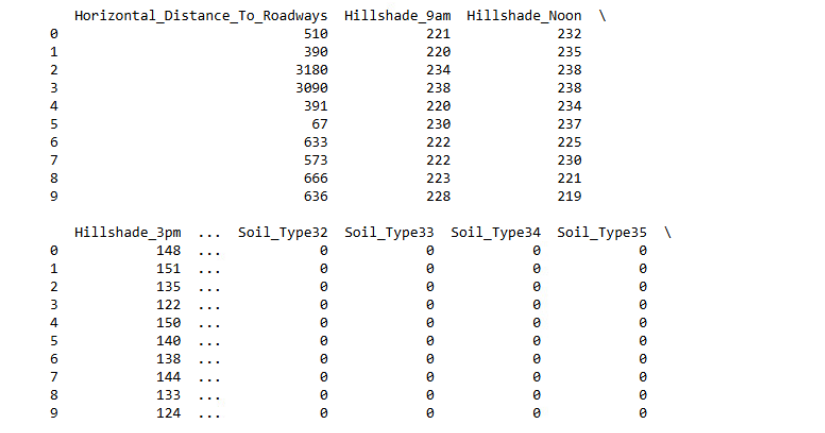 Horizontal_Distance_To_Roadways Hillshade_9am Hillshade_Noon \
0 510 221 232
1 390 220 235
2 3180 234 238
3 3090 238 238
4 391 220 234
5 67 230 237
6 633 222 225
7 573 222 230
8 666 223 221
9 636 228 219
Hillshade_3pm ... Soil_Type32 Soil_Type33 Soil_Type34 Soil_Type35 \
0 148 ... 0 0 0 0
1 151 ... 0 0 0 0
2 135 ... 0 0 0 0
3 122 ... 0 0 0 0
4 150 ... 0 0 0 0
5 140 ... 0 0 0 0
6 138 ... 0 0 0 0
7 144 ... 0 0 0 0
8 133 ... 0 0 0 0
9 124 ... 0 0 0 0